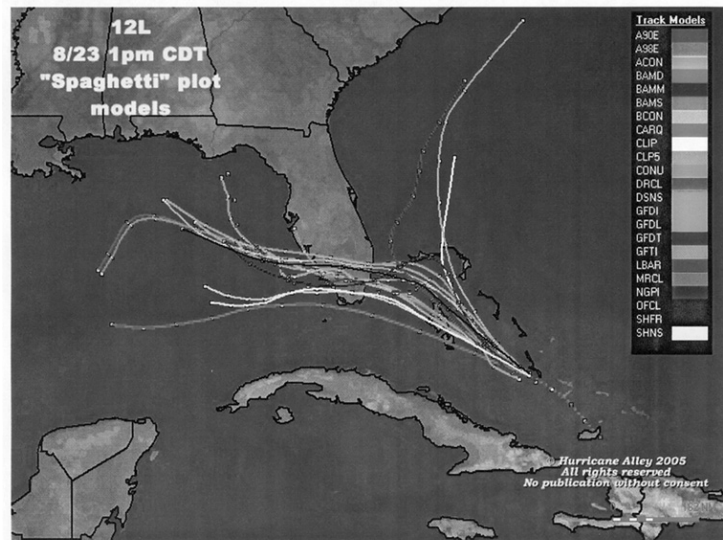 12L
8/23 1pm CDT
"Spaghetti" plot
models
Track Models
A90E
A98E
ACON
BAMD
BAMM
BAMS
BCON
CARQ
CLIP
CLP5
CONU
DRCL
DSNS
GFDI
GFDL
GFDT
GFTI
LBAR
MRCL
NGPI
OFCL
SHFR
SHNS
© Hurricane Alley 2005
All rights reserved
No publication without consent